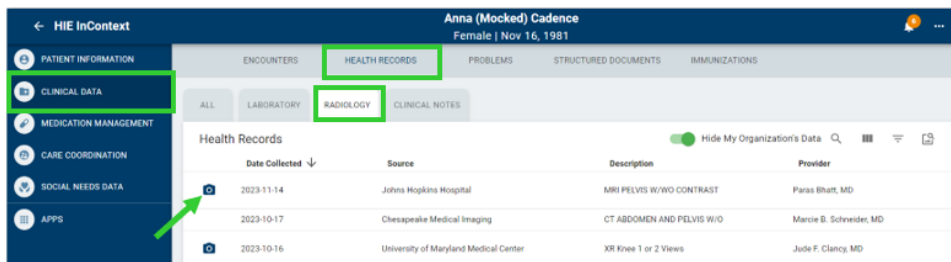 ← HIE InContext
Anna (Mocked) Cadence
Female | Nov 16, 1981
6
PATIENT INFORMATION
CLINICAL DATA
MEDICATION MANAGEMENT
CARE COORDINATION
SOCIAL NEEDS DATA
APPS
ENCOUNTERS HEALTH RECORDS PROBLEMS STRUCTURED DOCUMENTS IMMUNIZATIONS
ALL LABORATORY RADIOLOGY CLINICAL NOTES
Health Records Hide My Organization's Data
Date Collected ↓ Source Description Provider
2023-11-14 Johns Hopkins Hospital MRI PELVIS W/WO CONTRAST Paras Bhatt, MD
2023-10-17 Chesapeake Medical Imaging CT ABDOMEN AND PELVIS W/O Marcie B. Schneider, MD
2023-10-16 University of Maryland Medical Center XR Knee 1 or 2 Views Jude F. Clancy, MD